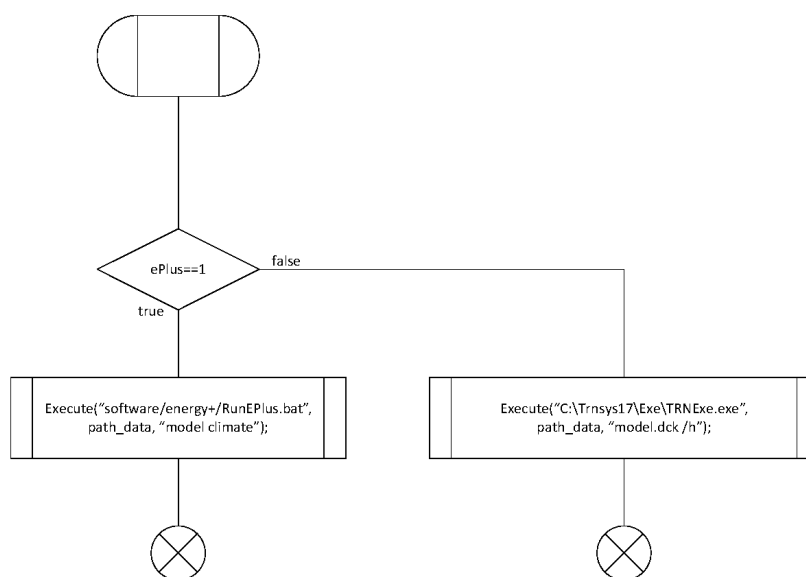 ePlus==1
false
true
Execute(“software/energy+/RunEPlus.bat”,
path_data, “model climate”);
Execute(“C:\Trnsys17\Exe\TRNExe.exe”,
path_data, “model.dck /h”);